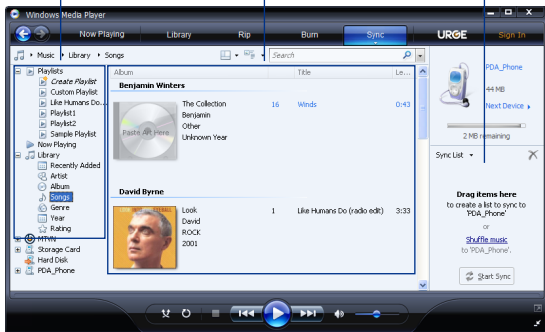 Windows Media Player
Now Playing Library Rip Burn Sync URGE Sign In
Music Library Songs Search
Playlists
Create Playlist
Custom Playlist
Like Humans Do...
Playlist1
Playlist2
Sample Playlist
Now Playing
Library
Recently Added
Artist
Album
Songs
Genre
Year
Rating
MTVN
Storage Card
Hard Disk
PDA_Phone
Album Title Le...
Benjamin Winters
Paste Art Here
The Collection 16 Winds 0:43
Benjamin
Other
Unknown Year
David Byrne
Look 1 Like Humans Do (radio edit) 3:33
David
ROCK
2001
PDA_Phone
44 MB
Next Device
2 MB remaining
Sync List
Drag items here
to create a list to sync to
'PDA_Phone'
or
Shuffle music
to 'PDA_Phone'.
Start Sync